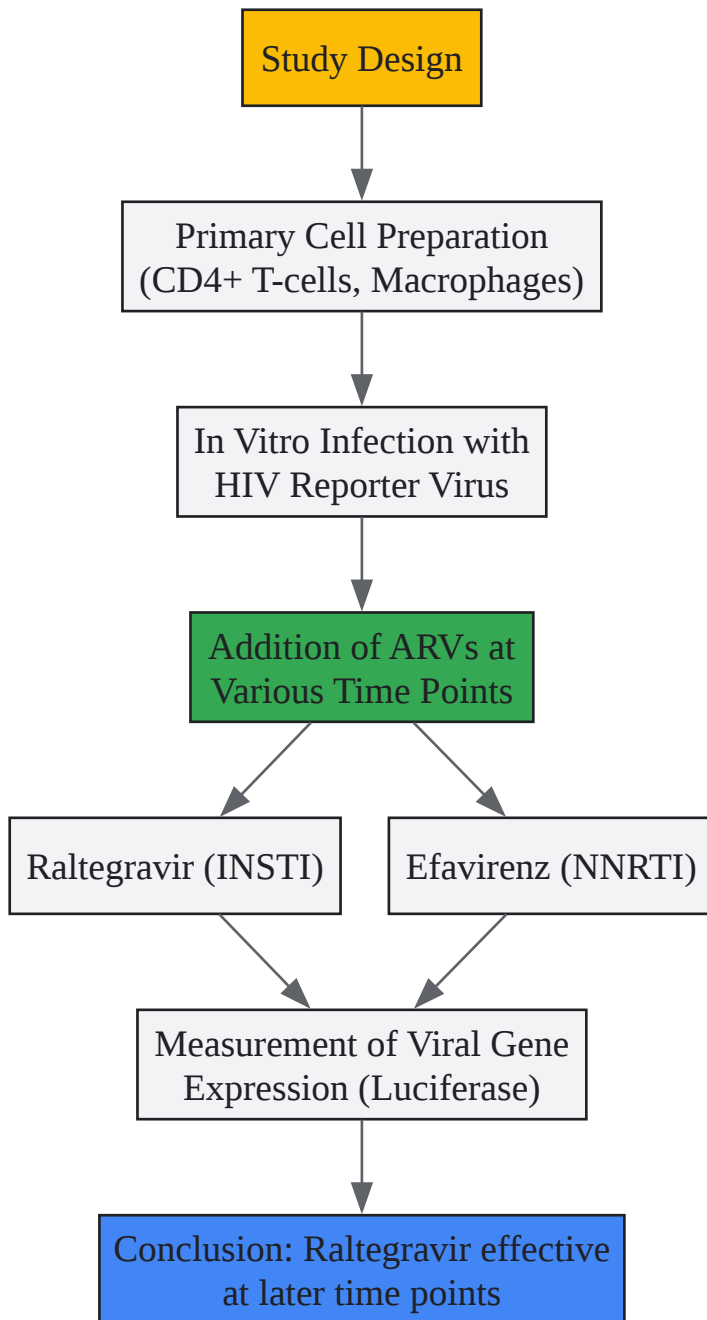 Study Design
Primary Cell Preparation
(CD4+ T-cells, Macrophages)
In Vitro Infection with
HIV Reporter Virus
Addition of ARVs at
Various Time Points
Raltegravir (INSTI)
Efavirenz (NNRTI)
Measurement of Viral Gene
Expression (Luciferase)
Conclusion: Raltegravir effective
at later time points